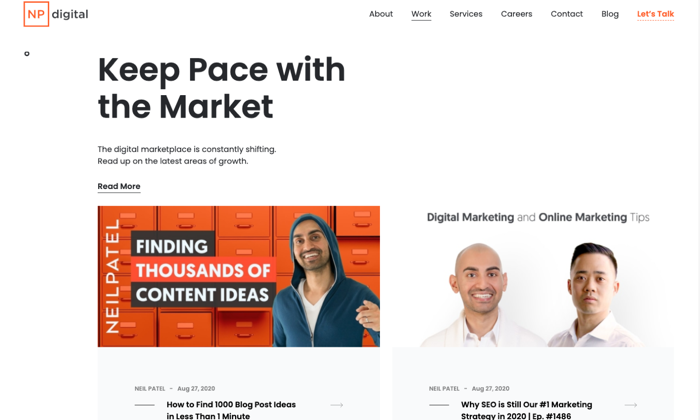 NP digital
About Work Services Careers Contact Blog Let's Talk
Keep Pace with
the Market
The digital marketplace is constantly shifting.
Read up on the latest areas of growth.
Read More
NEILPATEL
FINDING
THOUSANDS OF
CONTENT IDEAS
Digital Marketing and Online Marketing Tips
NEIL PATEL – Aug 27, 2020
How to Find 1000 Blog Post Ideas
in Less Than 1 Minute
NEIL PATEL – Aug 27, 2020
Why SEO is Still Our #1 Marketing
Strategy in 2020 | Ep. #1486